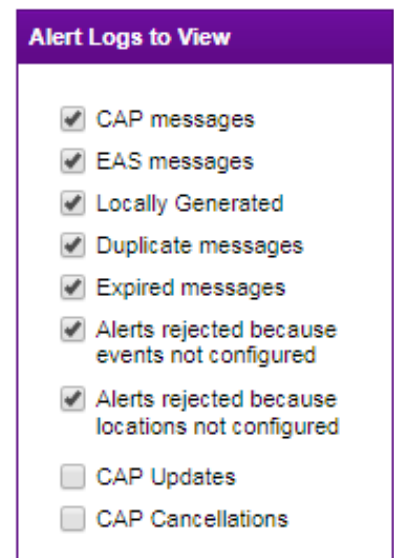 Alert Logs to View
CAP messages
EAS messages
Locally Generated
Duplicate messages
Expired messages
Alerts rejected because
events not configured
Alerts rejected because
locations not configured
CAP Updates
CAP Cancellations